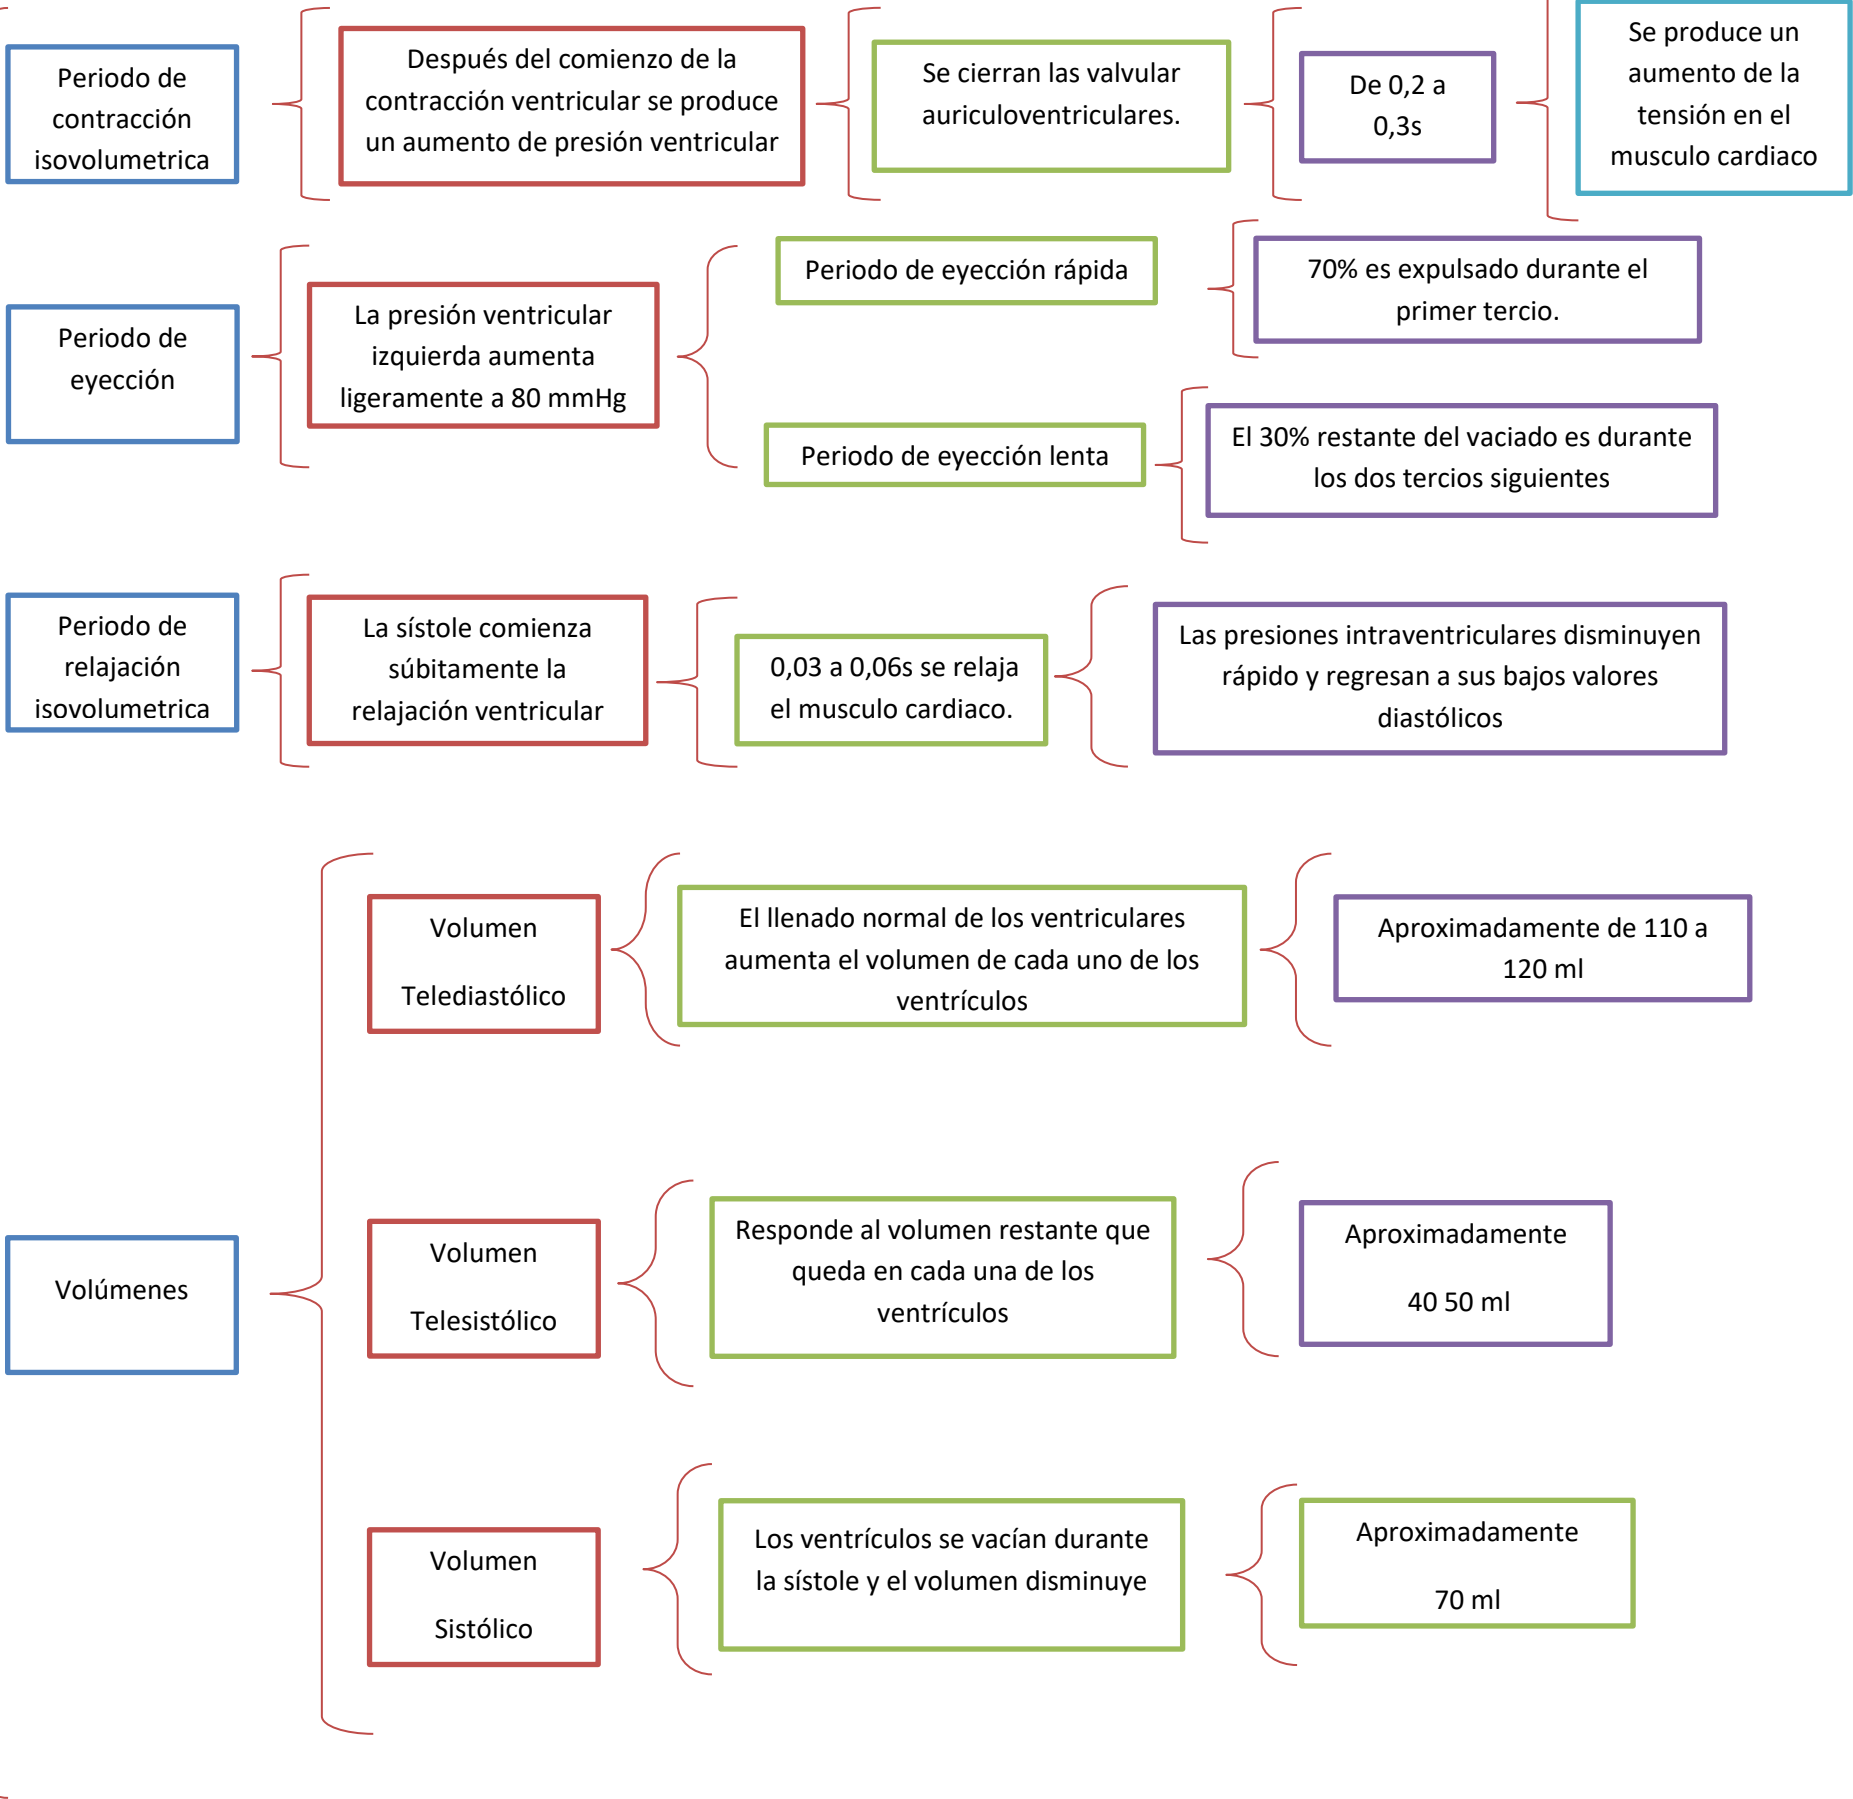 Periodo de
contracción
isovolumetrica
Después del comienzo de la
contracción ventricular se produce
un aumento de presión ventricular
Se cierran las valvular
auriculoventriculares.
De 0,2 a
0,3s
Se produce un
aumento de la
tensión en el
musculo cardiaco
Periodo de
eyección
La presión ventricular
izquierda aumenta
ligeramente a 80 mmHg
Periodo de eyección rápida
70% es expulsado durante el
primer tercio.
Periodo de eyección lenta
El 30% restante del vaciado es durante
los dos tercios siguientes
Periodo de
relajación
isovolumetrica
La sístole comienza
súbitamente la
relajación ventricular
0,03 a 0,06s se relaja
el musculo cardiaco.
Las presiones intraventriculares disminuyen
rápido y regresan a sus bajos valores
diastólicos
Volúmenes
Volumen
Telediastólico
El llenado normal de los ventriculares
aumenta el volumen de cada uno de los
ventrículos
Aproximadamente de 110 a
120 ml
Volumen
Telesistólico
Responde al volumen restante que
queda en cada una de los
ventrículos
Aproximadamente
40 50 ml
Volumen
Sistólico
Los ventrículos se vacían durante
la sístole y el volumen disminuye
Aproximadamente
70 ml